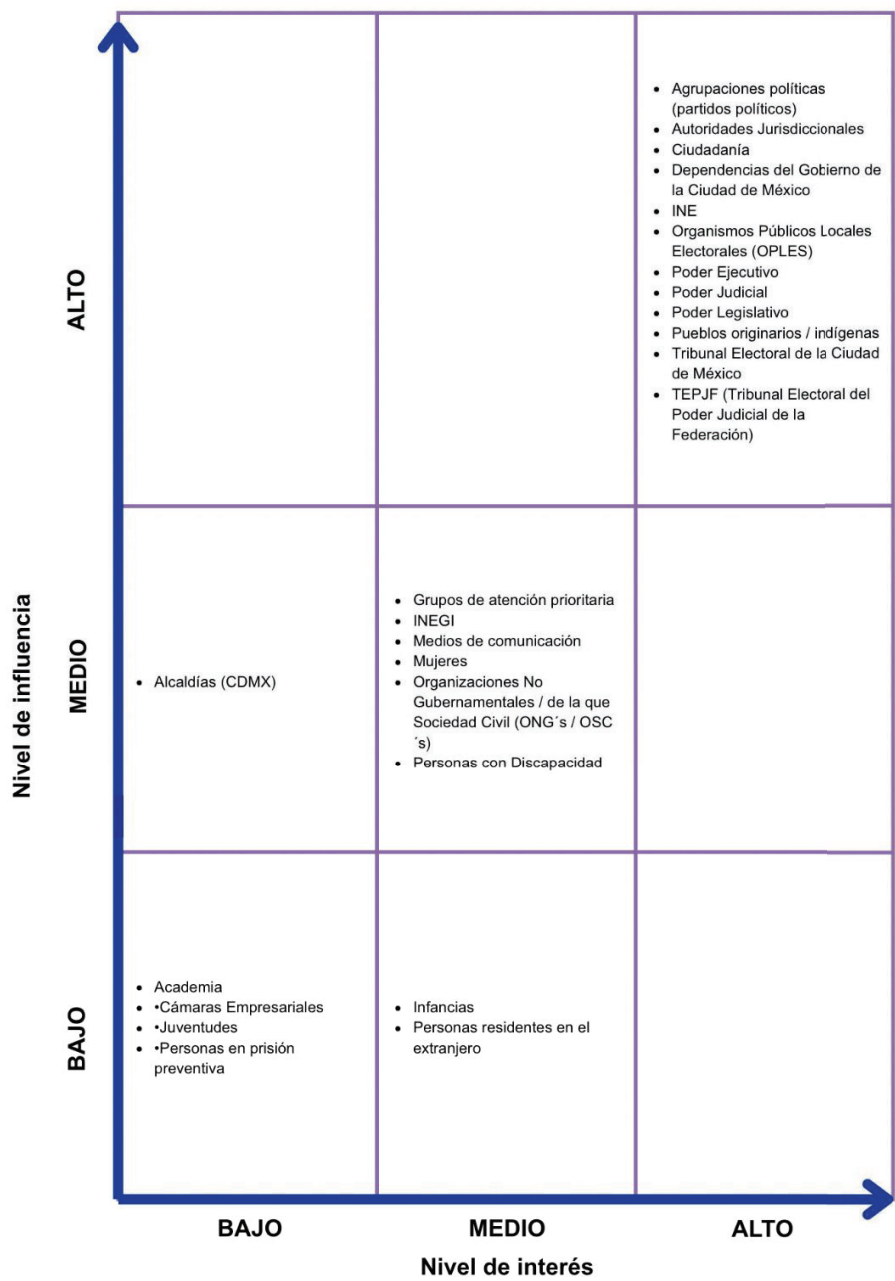 ALTO
• Agrupaciones políticas
(partidos políticos)
• Autoridades Jurisdiccionales
• Ciudadanía
• Dependencias del Gobierno de
la Ciudad de México
• INE
• Organismos Públicos Locales
Electorales (OPLES)
• Poder Ejecutivo
• Poder Judicial
• Poder Legislativo
• Pueblos originarios / indígenas
• Tribunal Electoral de la Ciudad
de México
• TEPJF (Tribunal Electoral del
Poder Judicial de la
Federación)
Nivel de influencia
MEDIO
• Alcaldías (CDMX)
• Grupos de atención prioritaria
• INEGI
• Medios de comunicación
• Mujeres
• Organizaciones No
Gubernamentales / de la que
Sociedad Civil (ONG´s / OSC
´s)
• Personas con Discapacidad
BAJO
• Academia
• •Cámaras Empresariales
• •Juventudes
• •Personas en prisión
preventiva
• Infancias
• Personas residentes en el
extranjero
BAJO
MEDIO
ALTO
Nivel de interés